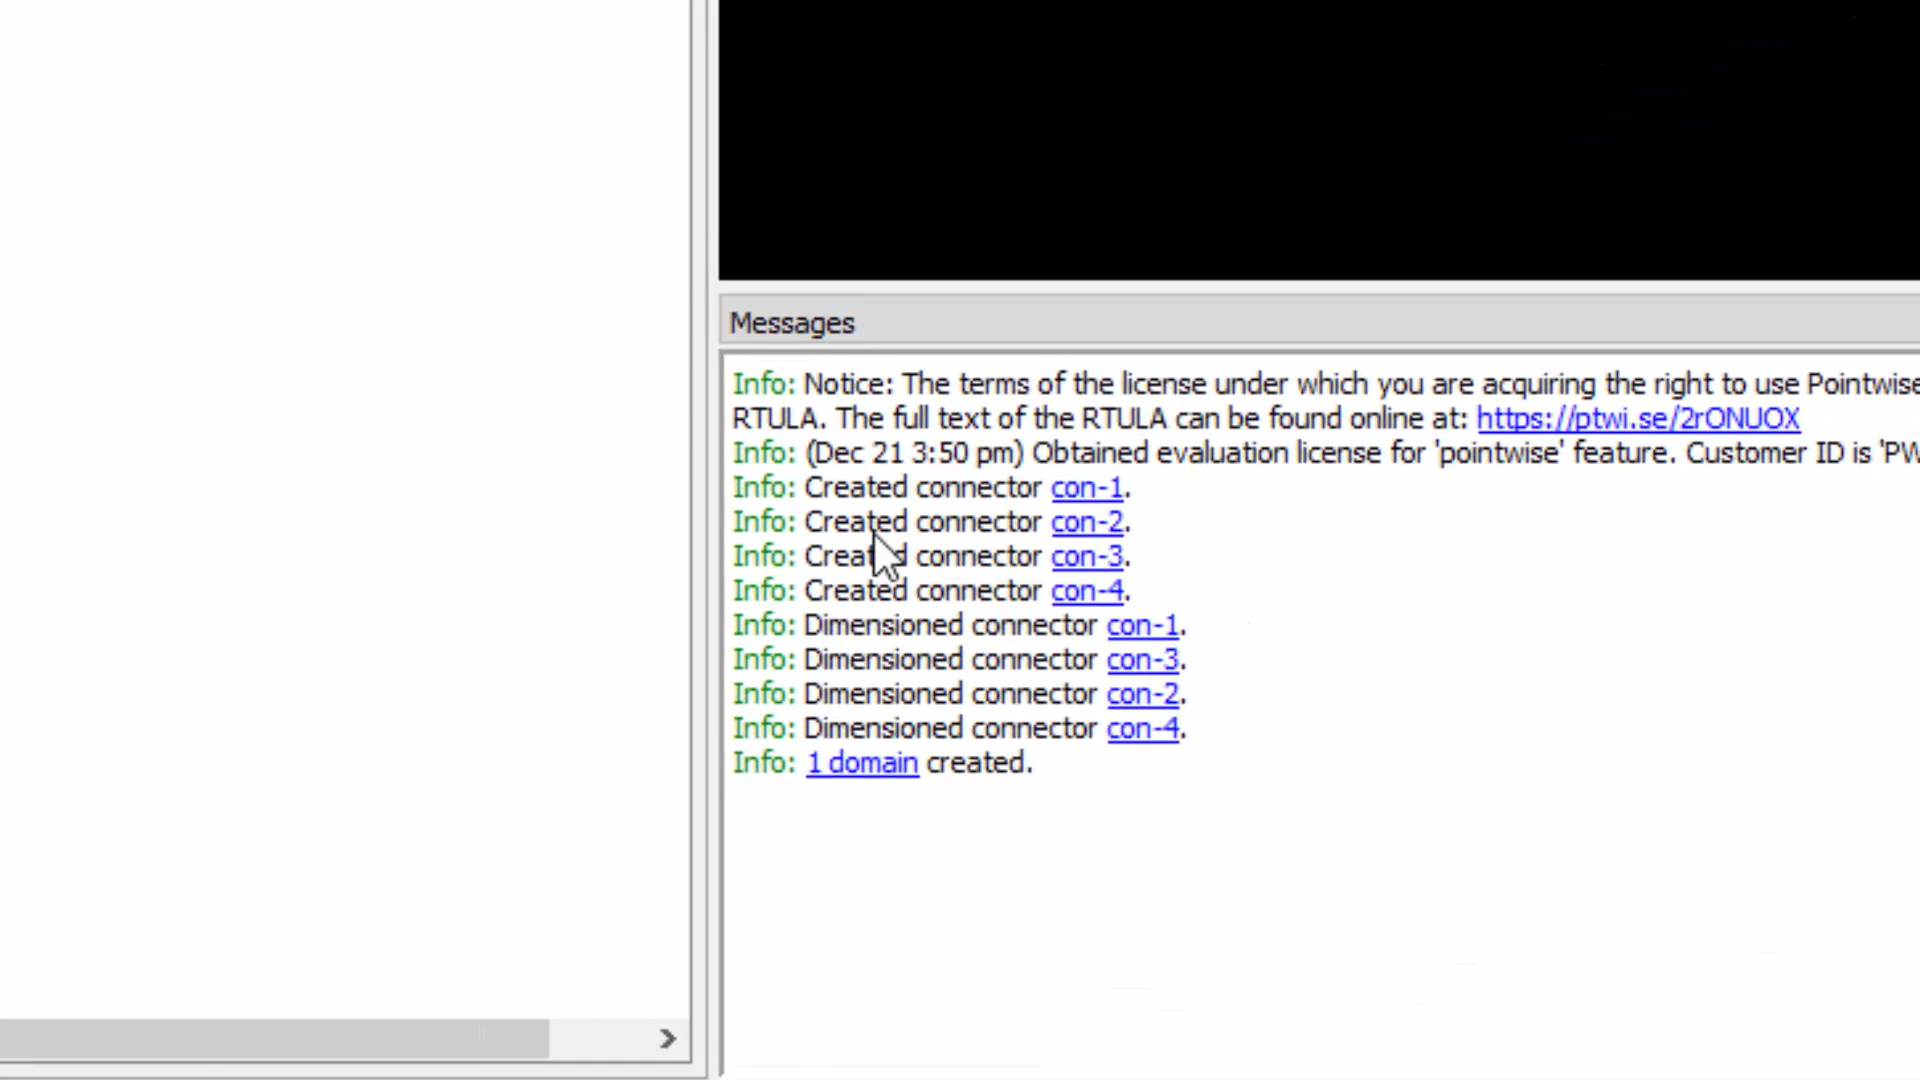 Messages
Info: Notice: The terms of the license under which you are acquiring the right to use Pointwise
RTULA. The full text of the RTULA can be found online at: https://ptwi.se/2rONUOX
Info: (Dec 21 3:50 pm) Obtained evaluation license for 'pointwise' feature. Customer ID is 'PW
Info: Created connector con-1.
Info: Created connector con-2.
Info: Created connector con-3.
Info: Created connector con-4.
Info: Dimensioned connector con-1.
Info: Dimensioned connector con-3.
Info: Dimensioned connector con-2.
Info: Dimensioned connector con-4.
Info: 1 domain created.